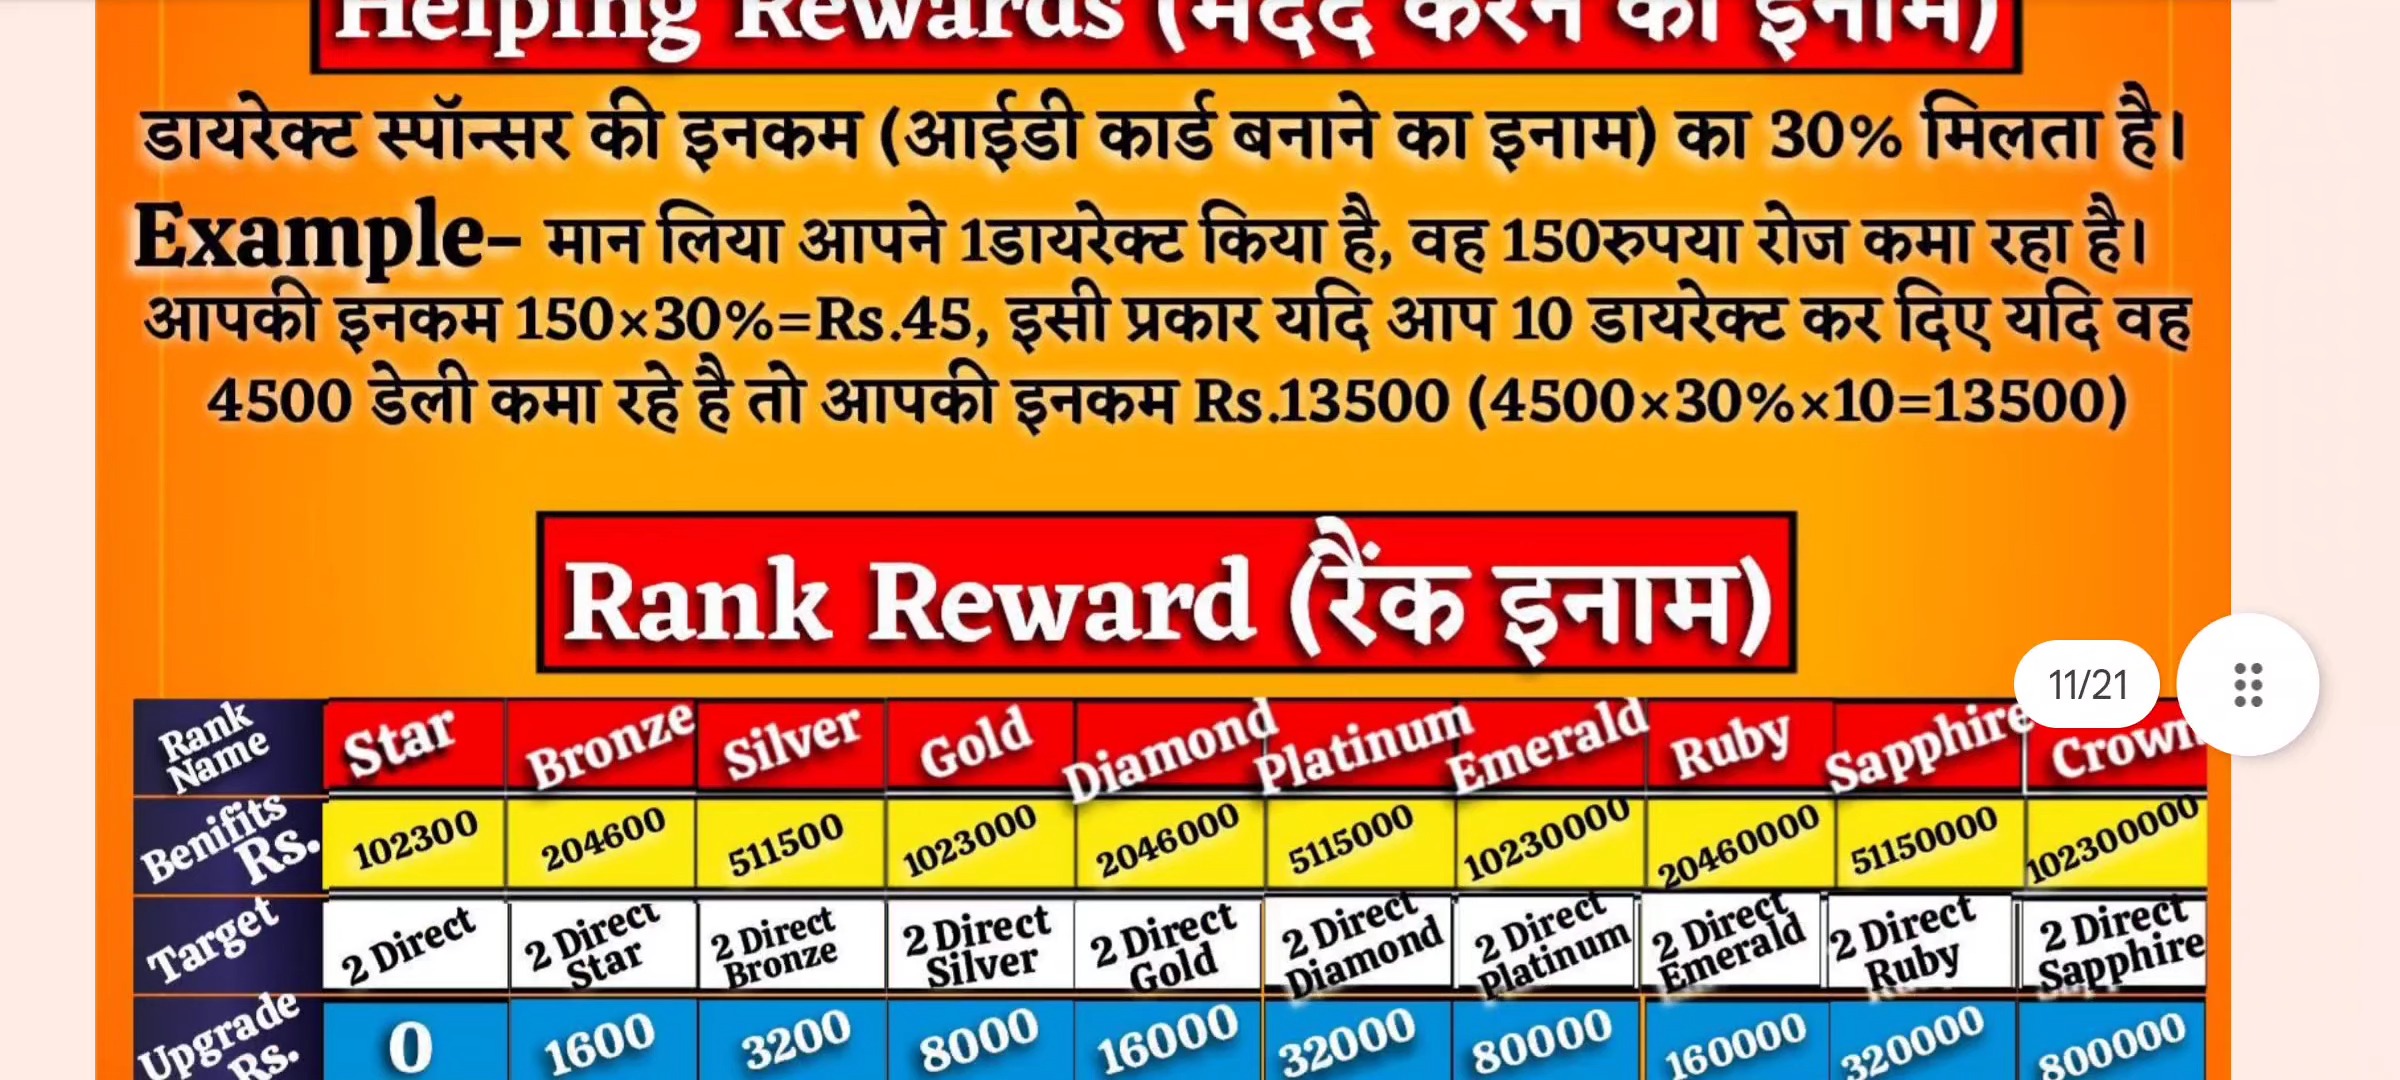 Helping Rewards (मदद करने का इनाम)
डायरेक्ट स्पॉन्सर की इनकम (आईडी कार्ड बनाने का इनाम) का 30% मिलता है।
Example- मान लिया आपने 1डायरेक्ट किया है, वह 150रुपया रोज कमा रहा है।
आपकी इनकम 150×30%=Rs.45, इसी प्रकार यदि आप 10 डायरेक्ट कर दिए यदि वह
4500 डेली कमा रहे है तो आपकी इनकम Rs.13500 (4500×30%×10=13500)
Rank Reward (रैंक इनाम)
11/21
Rank Name Star Bronze Silver Gold Diamond Platinum Emerald Ruby Sapphire Crown
Benifits Rs. 102300 204600 511500 1023000 2046000 5115000 10230000 20460000 51150000 102300000
Target 2 Direct 2 Direct Star 2 Direct Bronze 2 Direct Silver 2 Direct Gold 2 Direct Diamond 2 Direct Platinum 2 Direct Emerald 2 Direct Ruby 2 Direct Sapphire
Upgrade Rs. 0 1600 3200 8000 16000 32000 80000 160000 320000 800000